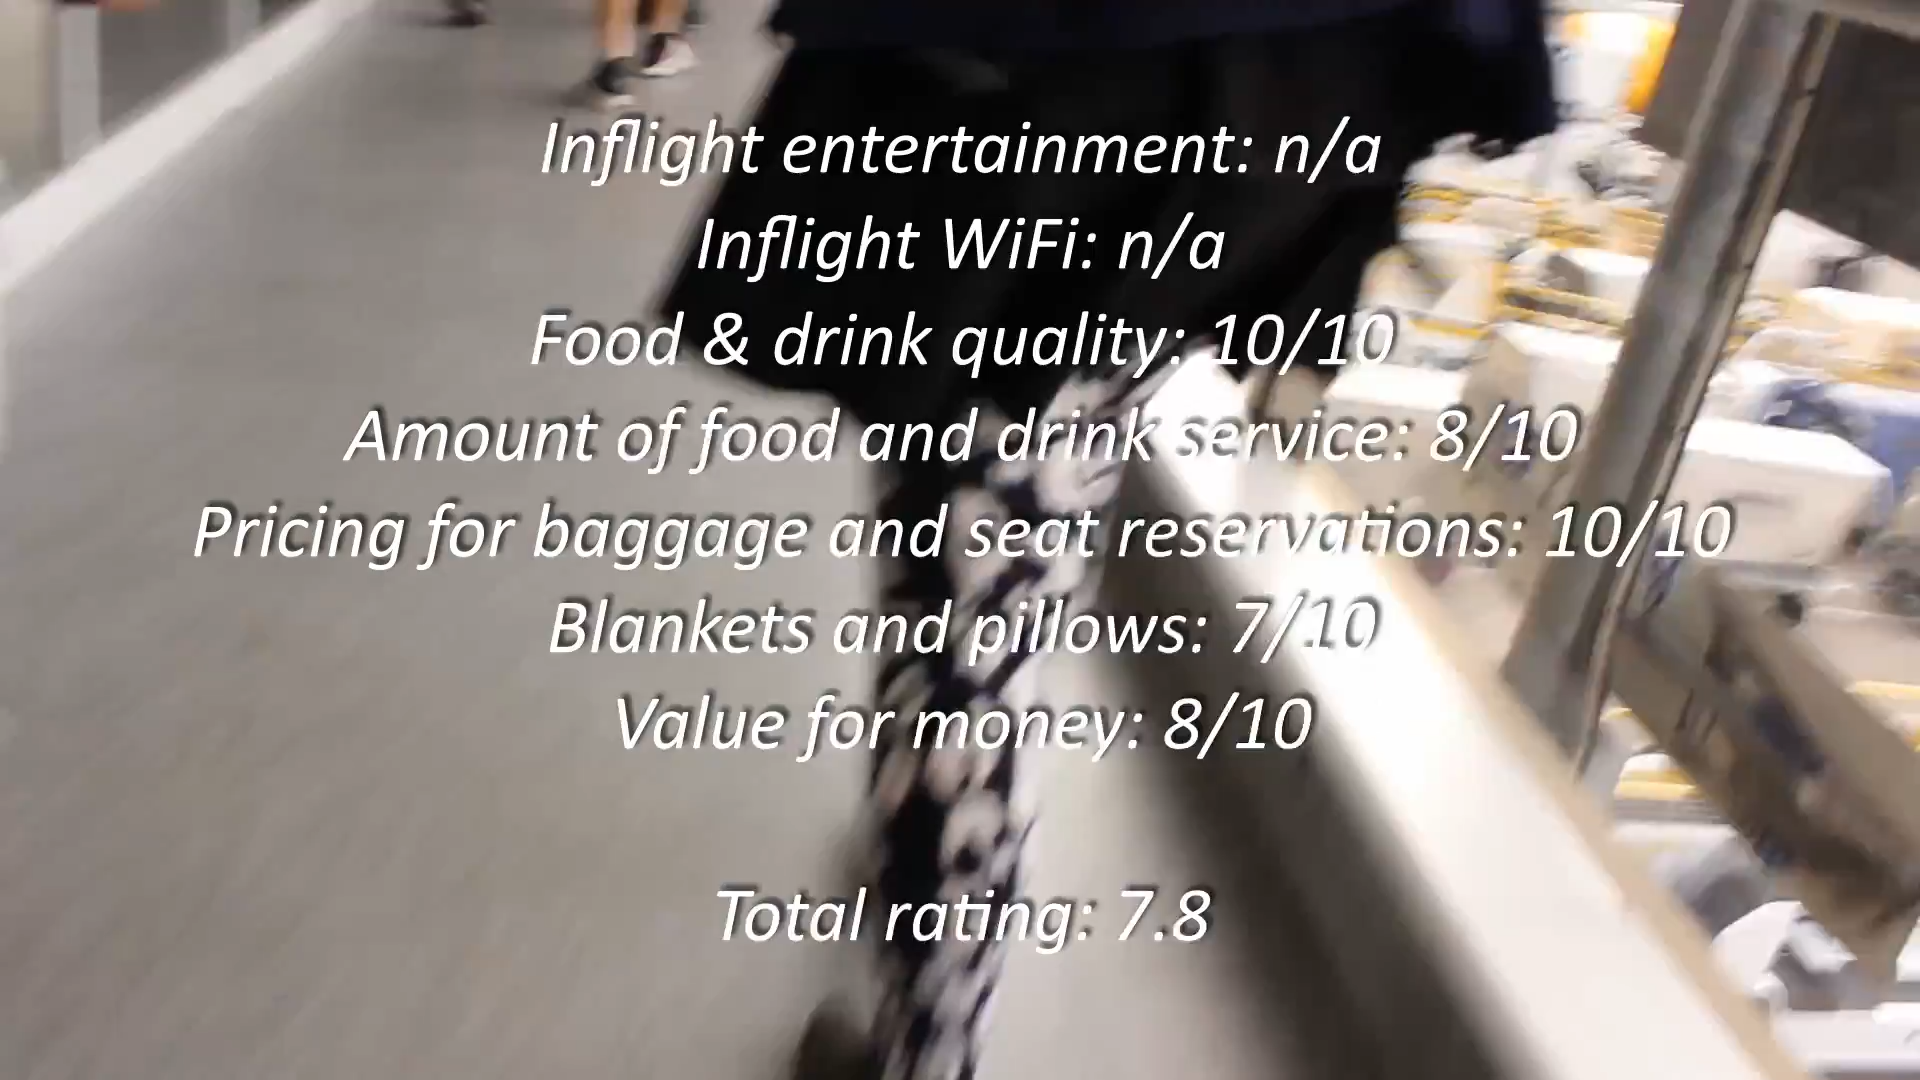 Inflight entertainment: n/a
Inflight WiFi: n/a
Food & drink quality: 10/10
Amount of food and drink service: 8/10
Pricing for baggage and seat reservations: 10/10
Blankets and pillows: 7/10
Value for money: 8/10
Total rating: 7.8